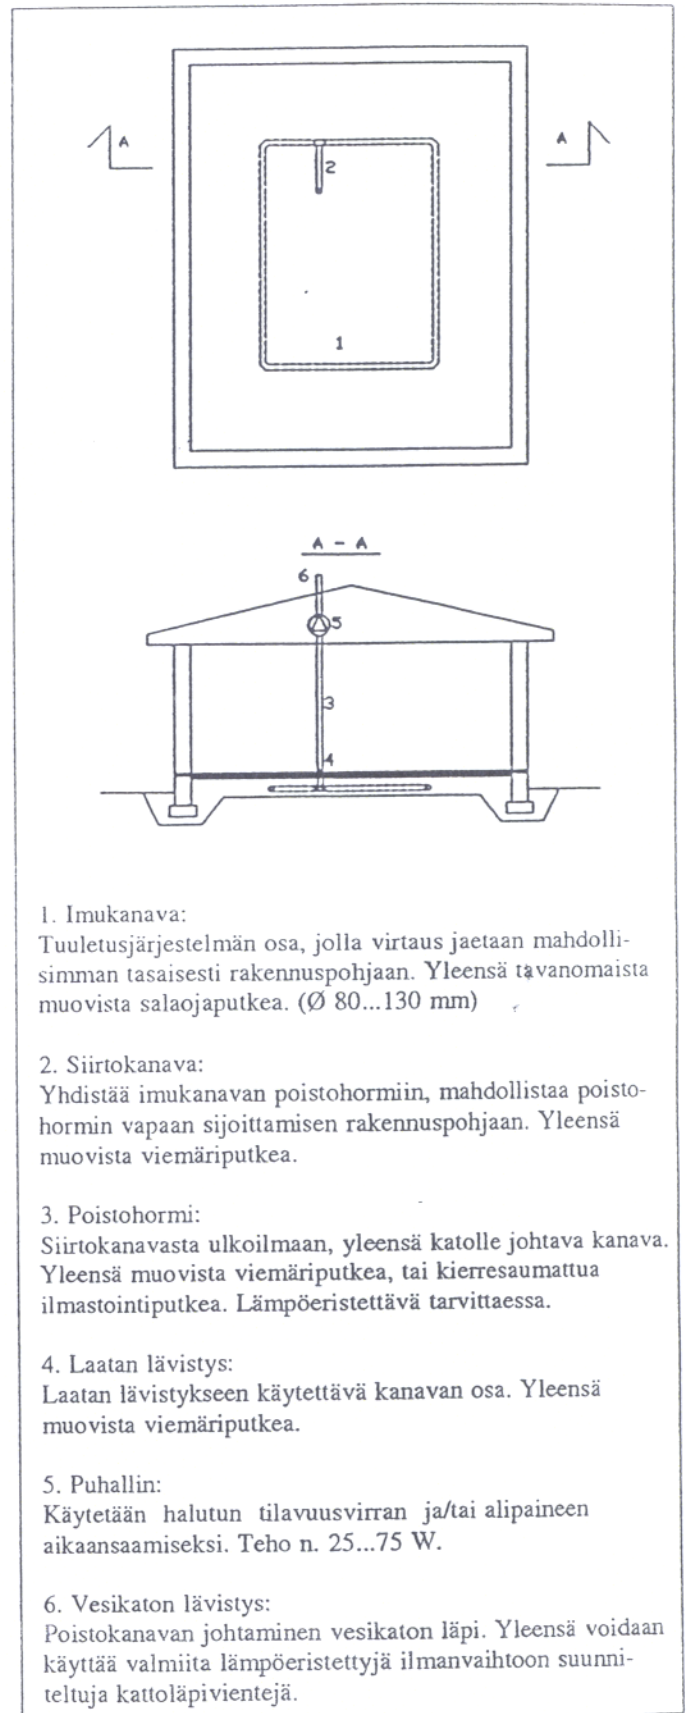 A
A
2
1
A - A
6
5
3
4
1. Imukanava:
Tuuletusjärjestelmän osa, jolla virtaus jaetaan mahdolli-
simman tasaisesti rakennuspohjaan. Yleensä tavanomaista
muovista salaojaputkea. (Ø 80...130 mm)
2. Siirtokanava:
Yhdistää imukanavan poistohormiin, mahdollistaa poisto-
hormin vapaan sijoittamisen rakennuspohjaan. Yleensä
muovista viemäriputkea.
3. Poistohormi:
Siirtokanavasta ulkoilmaan, yleensä katolle johtava kanava.
Yleensä muovista viemäriputkea, tai kierresaumattua
ilmastointiputkea. Lämpöeristettävä tarvittaessa.
4. Laatan lävistys:
Laatan lävistykseen käytettävä kanavan osa. Yleensä
muovista viemäriputkea.
5. Puhallin:
Käytetään halutun tilavuusvirran ja/tai alipaineen
aikaansaamiseksi. Teho n. 25...75 W.
6. Vesikaton lävistys:
Poistokanavan johtaminen vesikaton läpi. Yleensä voidaan
käyttää valmiita lämpöeristettyjä ilmanvaihtoon suunni-
teltuja kattoläpivientejä.